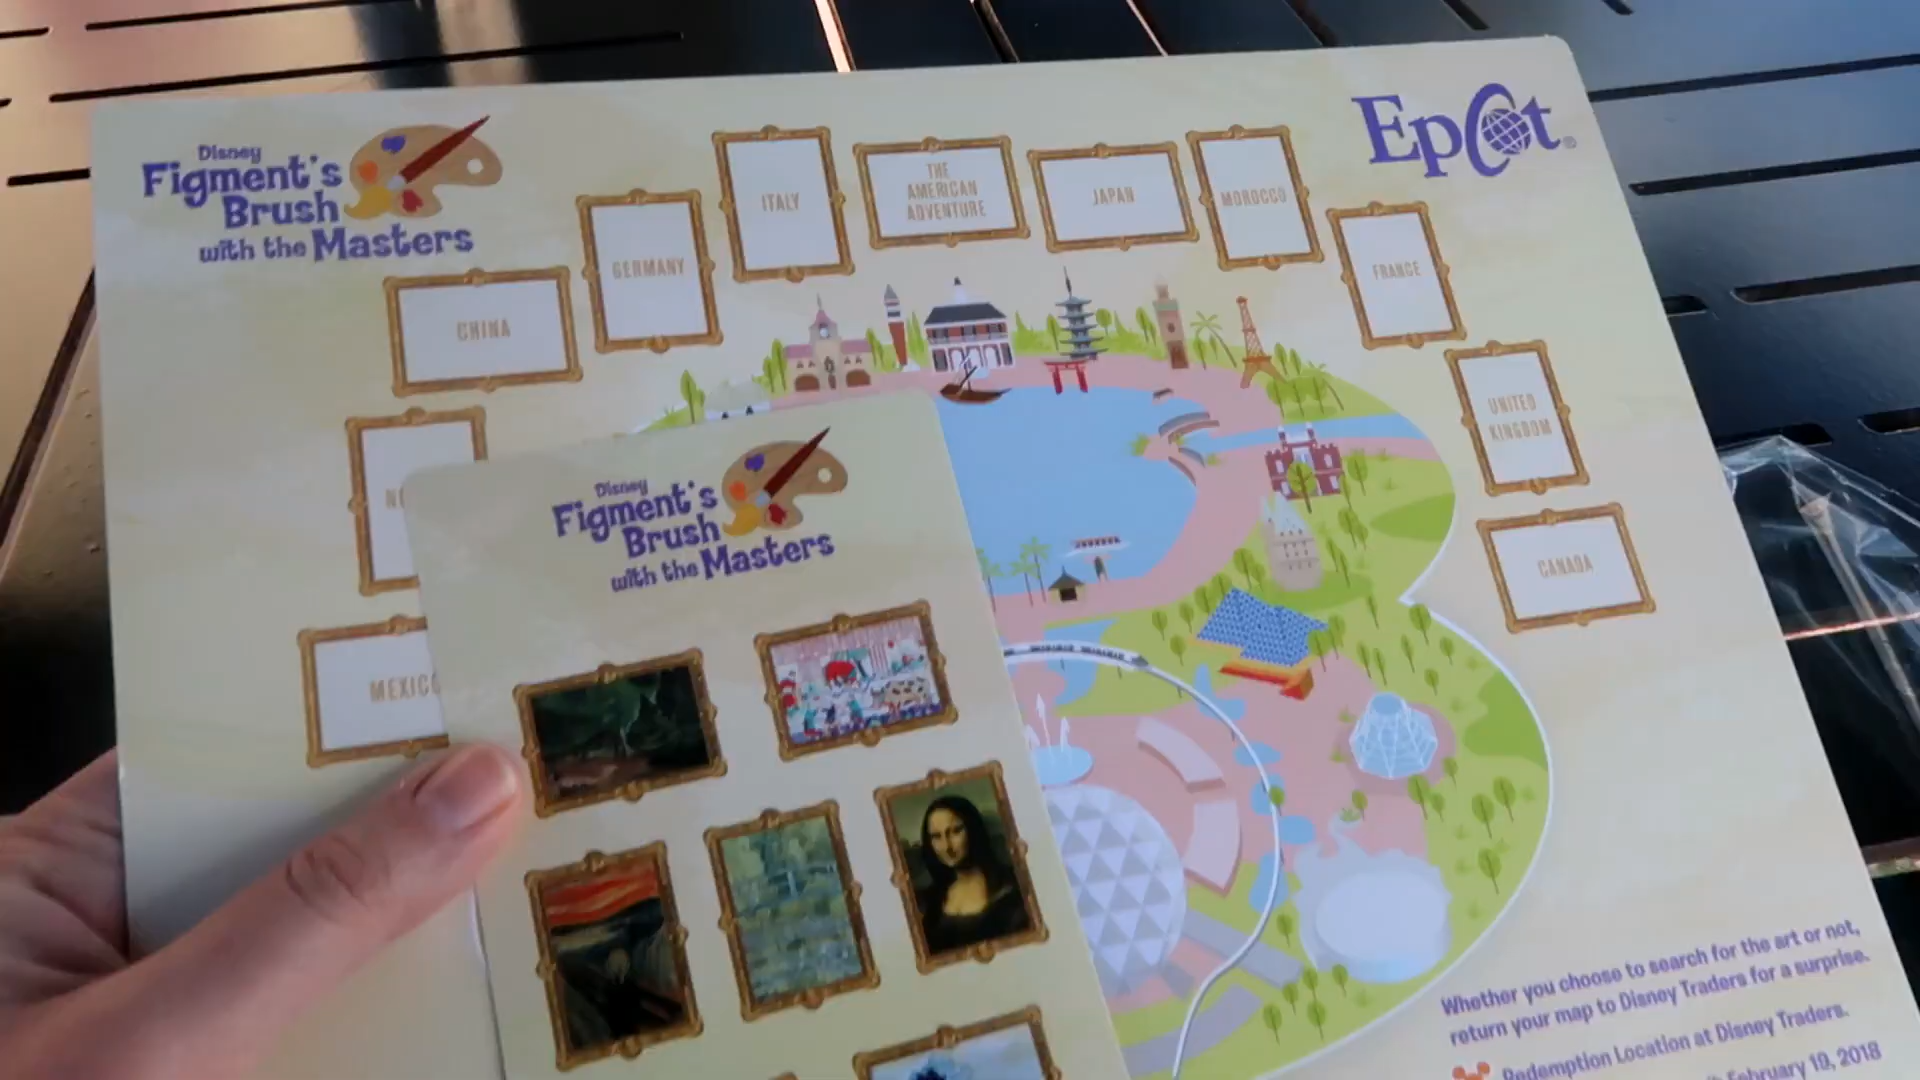 Disney
Figment's
Brush
with the Masters
Epcot
ITALY
THE
AMERICAN
ADVENTURE
JAPAN
MOROCCO
GERMANY
FRANCE
CHINA
UNITED
KINGDOM
CANADA
MEXICO
Disney
Figment's
Brush
with the Masters
Whether you choose to search for the art or not,
return your map to Disney Traders for a surprise.
Redemption Location at Disney Traders.
February 19, 2018